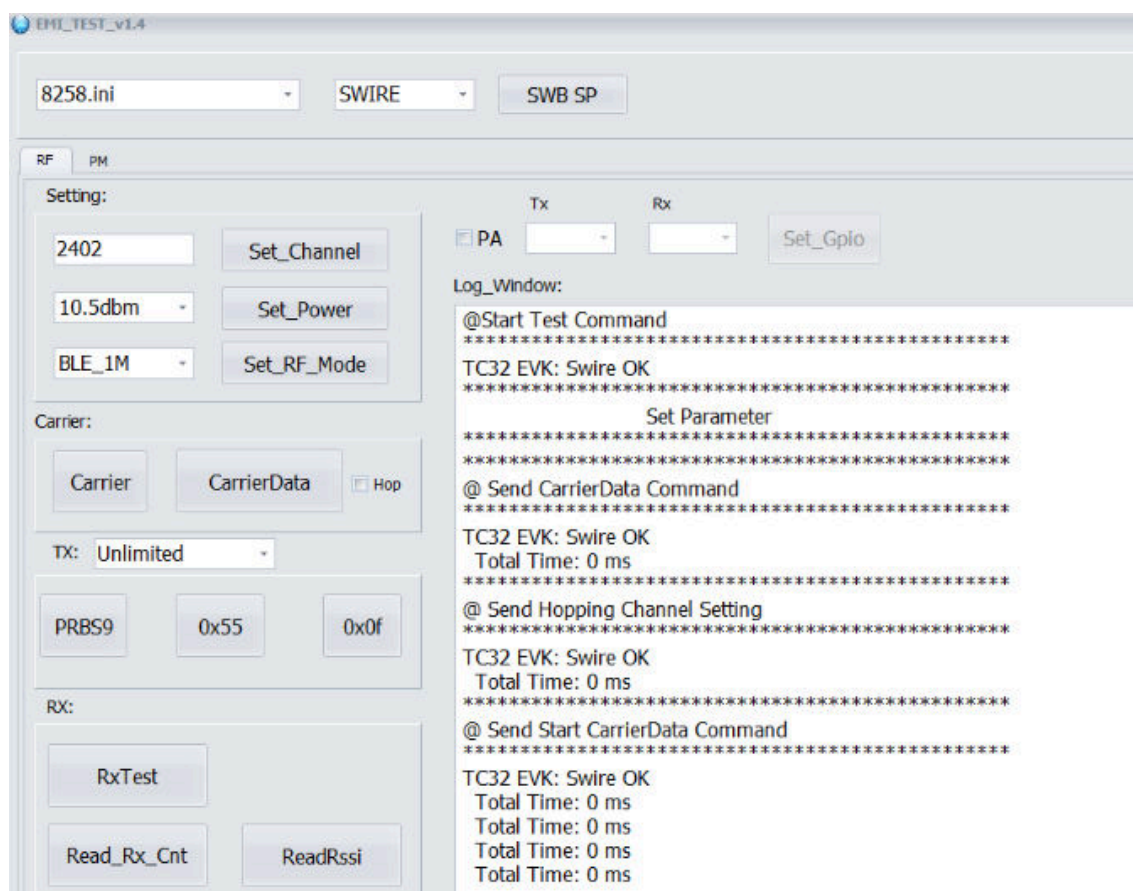 EMI_TEST_v1.4
8258.ini SWIRE SWB SP
RF PM
Setting:
2402 Set_Channel
10.5dbm Set_Power
BLE_1M Set_RF_Mode
Carrier:
Carrier CarrierData Hop
TX: Unlimited
PRBS9 0x55 0x0f
RX:
RxTest
Read_Rx_Cnt ReadRssi
Tx Rx
PA Set_Gpio
Log_Window:
@Start Test Command
**************************************************
TC32 EVK: Swire OK
**************************************************
Set Parameter
**************************************************
**************************************************
@ Send CarrierData Command
**************************************************
TC32 EVK: Swire OK
Total Time: 0 ms
**************************************************
@ Send Hopping Channel Setting
**************************************************
TC32 EVK: Swire OK
Total Time: 0 ms
**************************************************
@ Send Start CarrierData Command
**************************************************
TC32 EVK: Swire OK
Total Time: 0 ms
Total Time: 0 ms
Total Time: 0 ms
Total Time: 0 ms